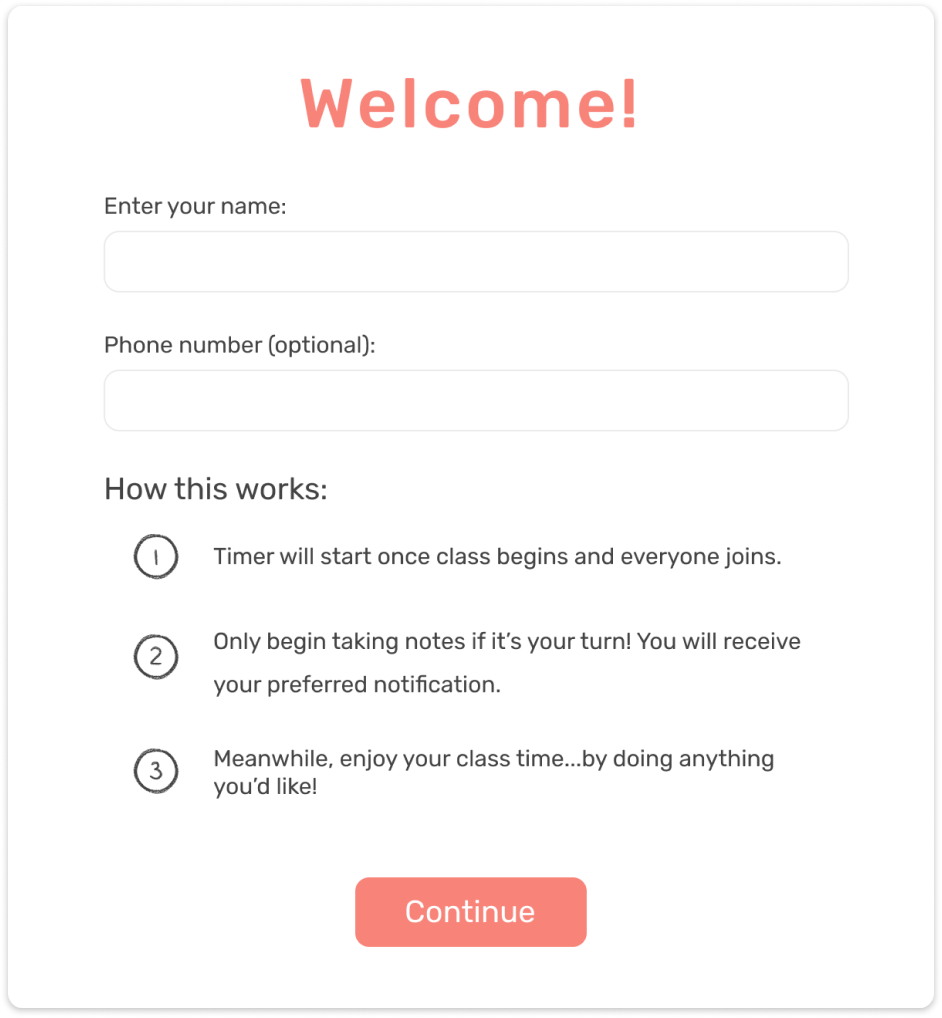 Welcome!
Enter your name:
Phone number (optional):
How this works:
1 Timer will start once class begins and everyone joins.
2 Only begin taking notes if it’s your turn! You will receive
your preferred notification.
3 Meanwhile, enjoy your class time...by doing anything
you’d like!
Continue